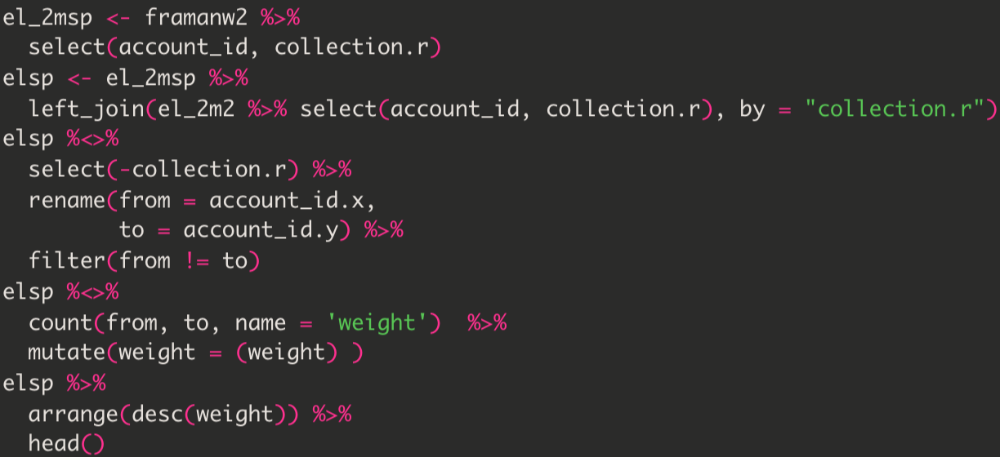 el_2msp <- framanw2 %>%
  select(account_id, collection.r)
elsp <- el_2msp %>%
  left_join(el_2m2 %>% select(account_id, collection.r), by = "collection.r")
elsp %<>%
  select(-collection.r) %>%
  rename(from = account_id.x,
         to = account_id.y) %>%
  filter(from != to)
elsp %<>%
  count(from, to, name = 'weight')  %>%
  mutate(weight = (weight) )
elsp %>%
  arrange(desc(weight)) %>%
  head()